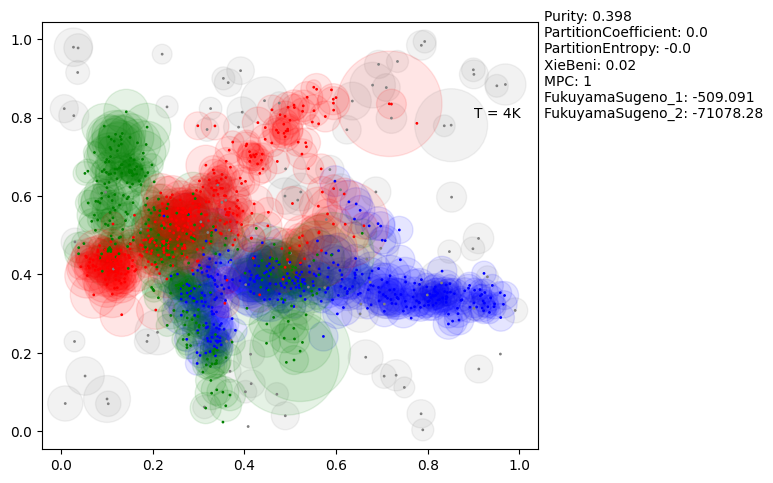 Purity: 0.398
PartitionCoefficient: 0.0
PartitionEntropy: -0.0
XieBeni: 0.02
MPC: 1
FukuyamaSugeno_1: -509.091
FukuyamaSugeno_2: -71078.28
T = 4K
1.0
0.8
0.6
0.4
0.2
0.0
0.0 0.2 0.4 0.6 0.8 1.0